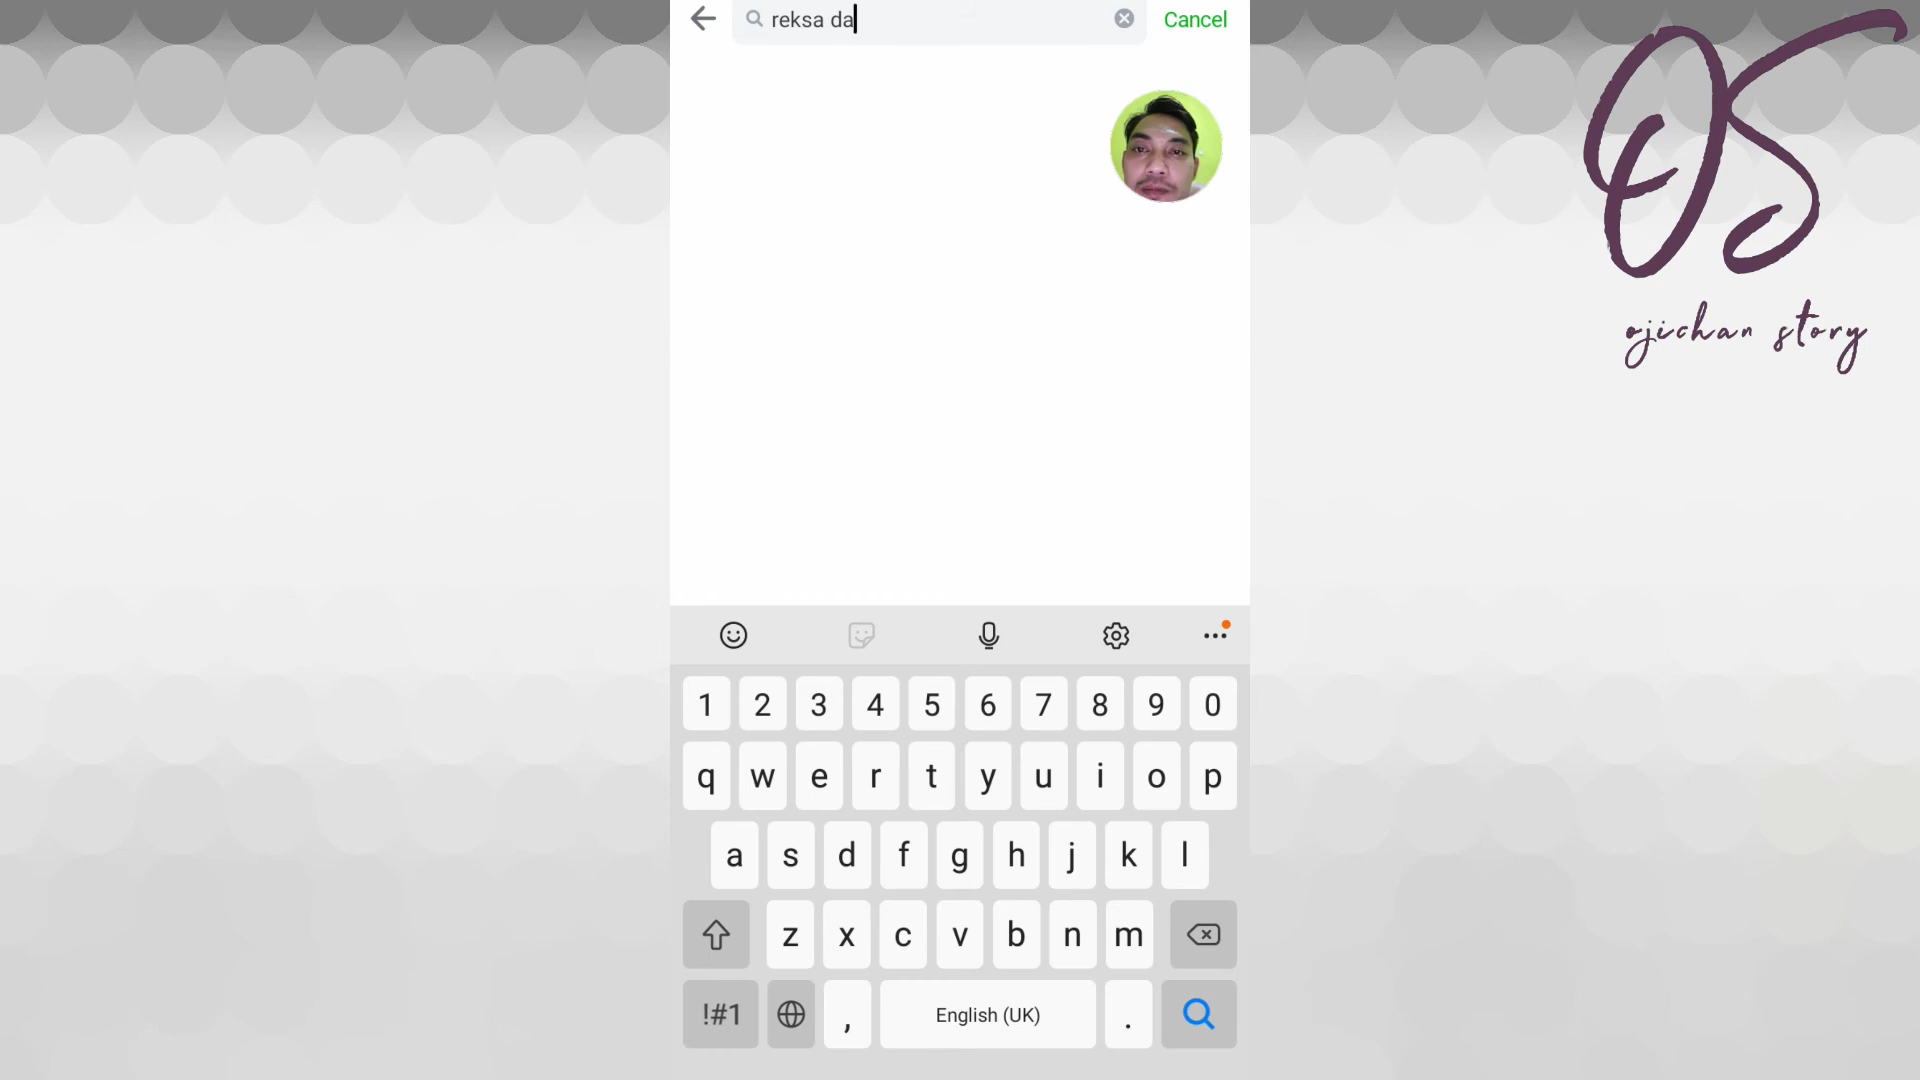 reksa da
Cancel
OS
ojichan story
1 2 3 4 5 6 7 8 9 0
q w e r t y u i o p
a s d f g h j k l
z x c v b n m
!#1 , English (UK) .